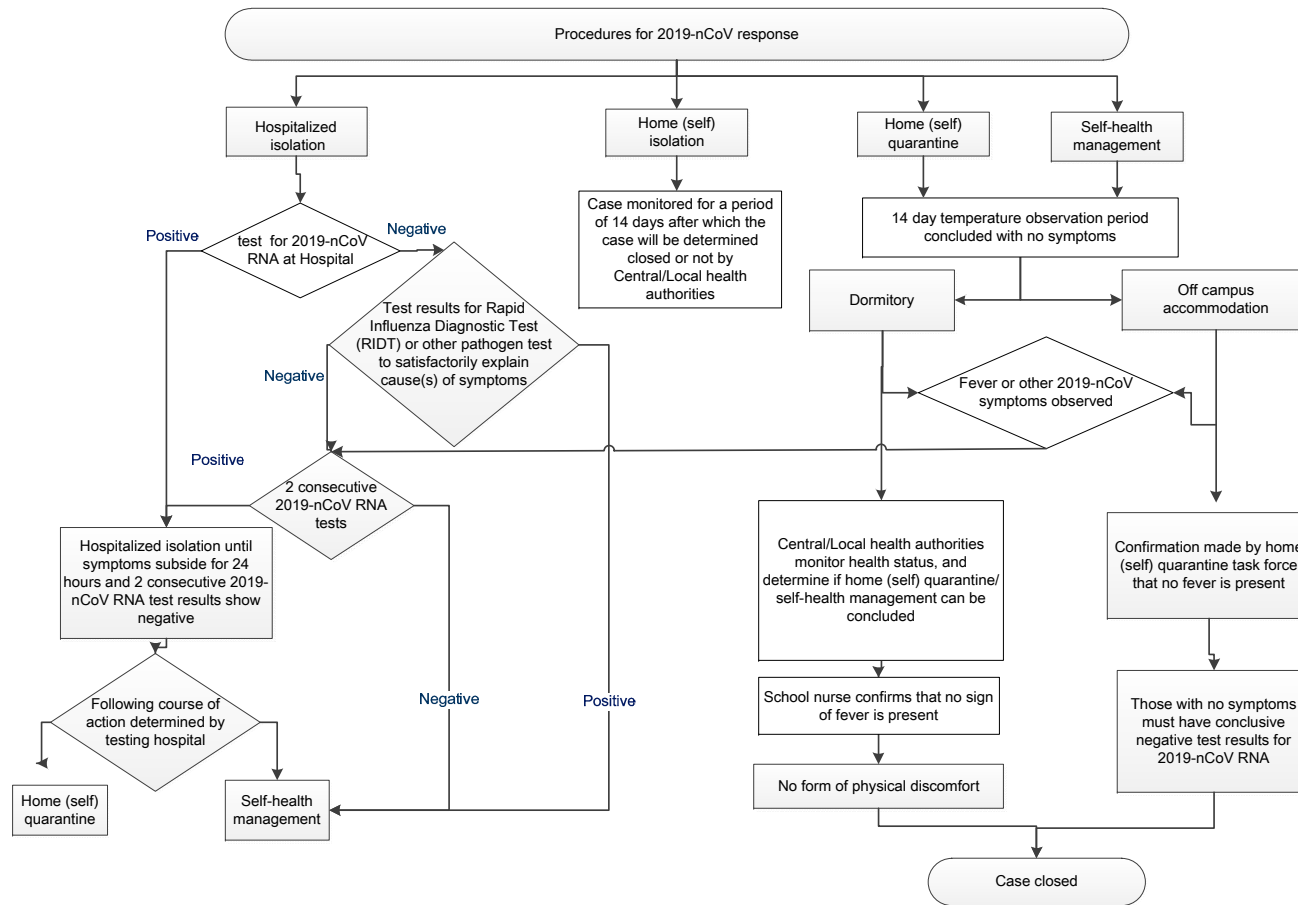 Procedures for 2019-nCoV response
Hospitalized
isolation
Home (self)
isolation
Home (self)
quarantine
Self-health
management
Positive
test for 2019-nCoV
RNA at Hospital
Negative
Case monitored for a period
of 14 days after which the
case will be determined
closed or not by
Central/Local health
authorities
14 day temperature observation period
concluded with no symptoms
Dormitory
Off campus
accommodation
Test results for Rapid
Influenza Diagnostic Test
(RIDT) or other pathogen test
to satisfactorily explain
cause(s) of symptoms
Negative
Fever or other 2019-nCoV
symptoms observed
Positive
2 consecutive
2019-nCoV RNA
tests
Hospitalized isolation until
symptoms subside for 24
hours and 2 consecutive 2019-
nCoV RNA test results show
negative
Central/Local health authorities
monitor health status, and
determine if home (self) quarantine/
self-health management can be
concluded
Confirmation made by home
(self) quarantine task force
that no fever is present
Following course of
action determined by
testing hospital
Negative
Positive
School nurse confirms that no sign
of fever is present
Those with no symptoms
must have conclusive
negative test results for
2019-nCoV RNA
Home (self)
quarantine
Self-health
management
No form of physical discomfort
Case closed